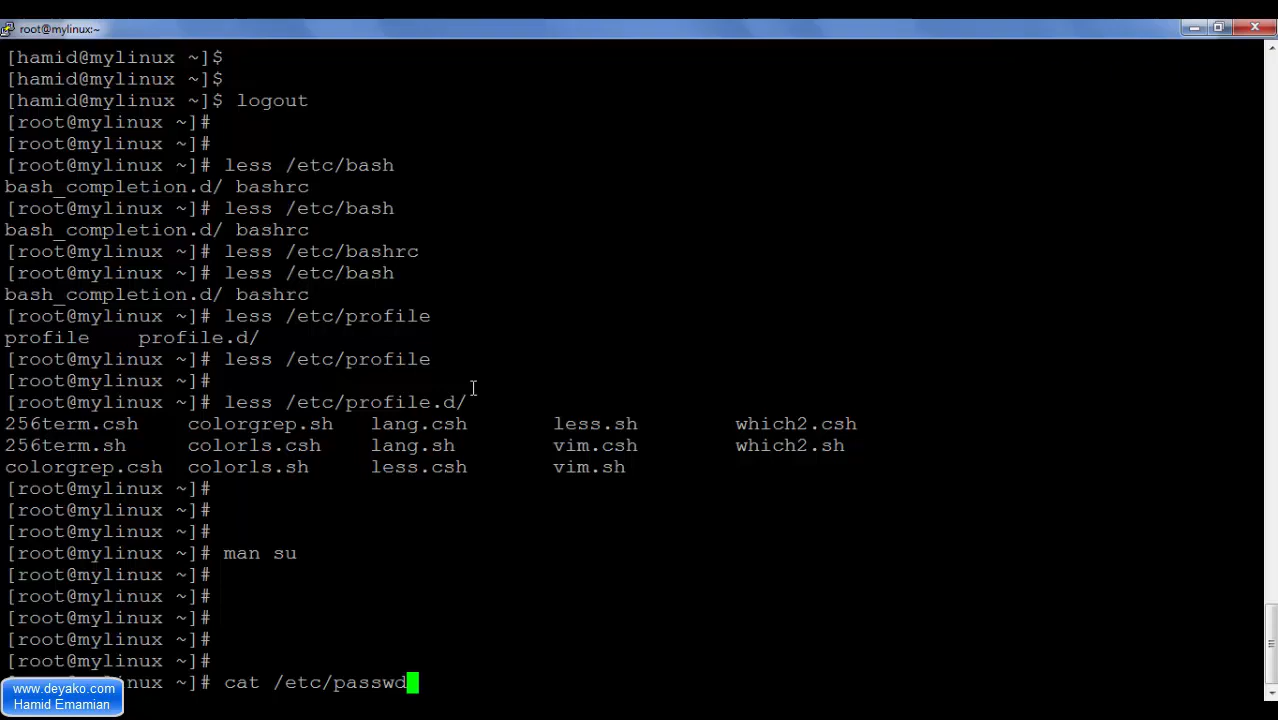 root@mylinux:~
[hamid@mylinux ~]$
[hamid@mylinux ~]$
[hamid@mylinux ~]$ logout
[root@mylinux ~]#
[root@mylinux ~]#
[root@mylinux ~]# less /etc/bash
bash_completion.d/ bashrc
[root@mylinux ~]# less /etc/bash
bash_completion.d/ bashrc
[root@mylinux ~]# less /etc/bashrc
[root@mylinux ~]# less /etc/bash
bash_completion.d/ bashrc
[root@mylinux ~]# less /etc/profile
profile    profile.d/
[root@mylinux ~]# less /etc/profile
[root@mylinux ~]#
[root@mylinux ~]# less /etc/profile.d/
256term.csh    colorgrep.sh   lang.csh       less.sh        which2.csh
256term.sh     colorls.csh    lang.sh        vim.csh        which2.sh
colorgrep.csh  colorls.sh     less.csh       vim.sh
[root@mylinux ~]#
[root@mylinux ~]#
[root@mylinux ~]#
[root@mylinux ~]# man su
[root@mylinux ~]#
[root@mylinux ~]#
[root@mylinux ~]#
[root@mylinux ~]#
[root@mylinux ~]#
mylinux ~]# cat /etc/passwd
www.deyako.com
Hamid Emamian